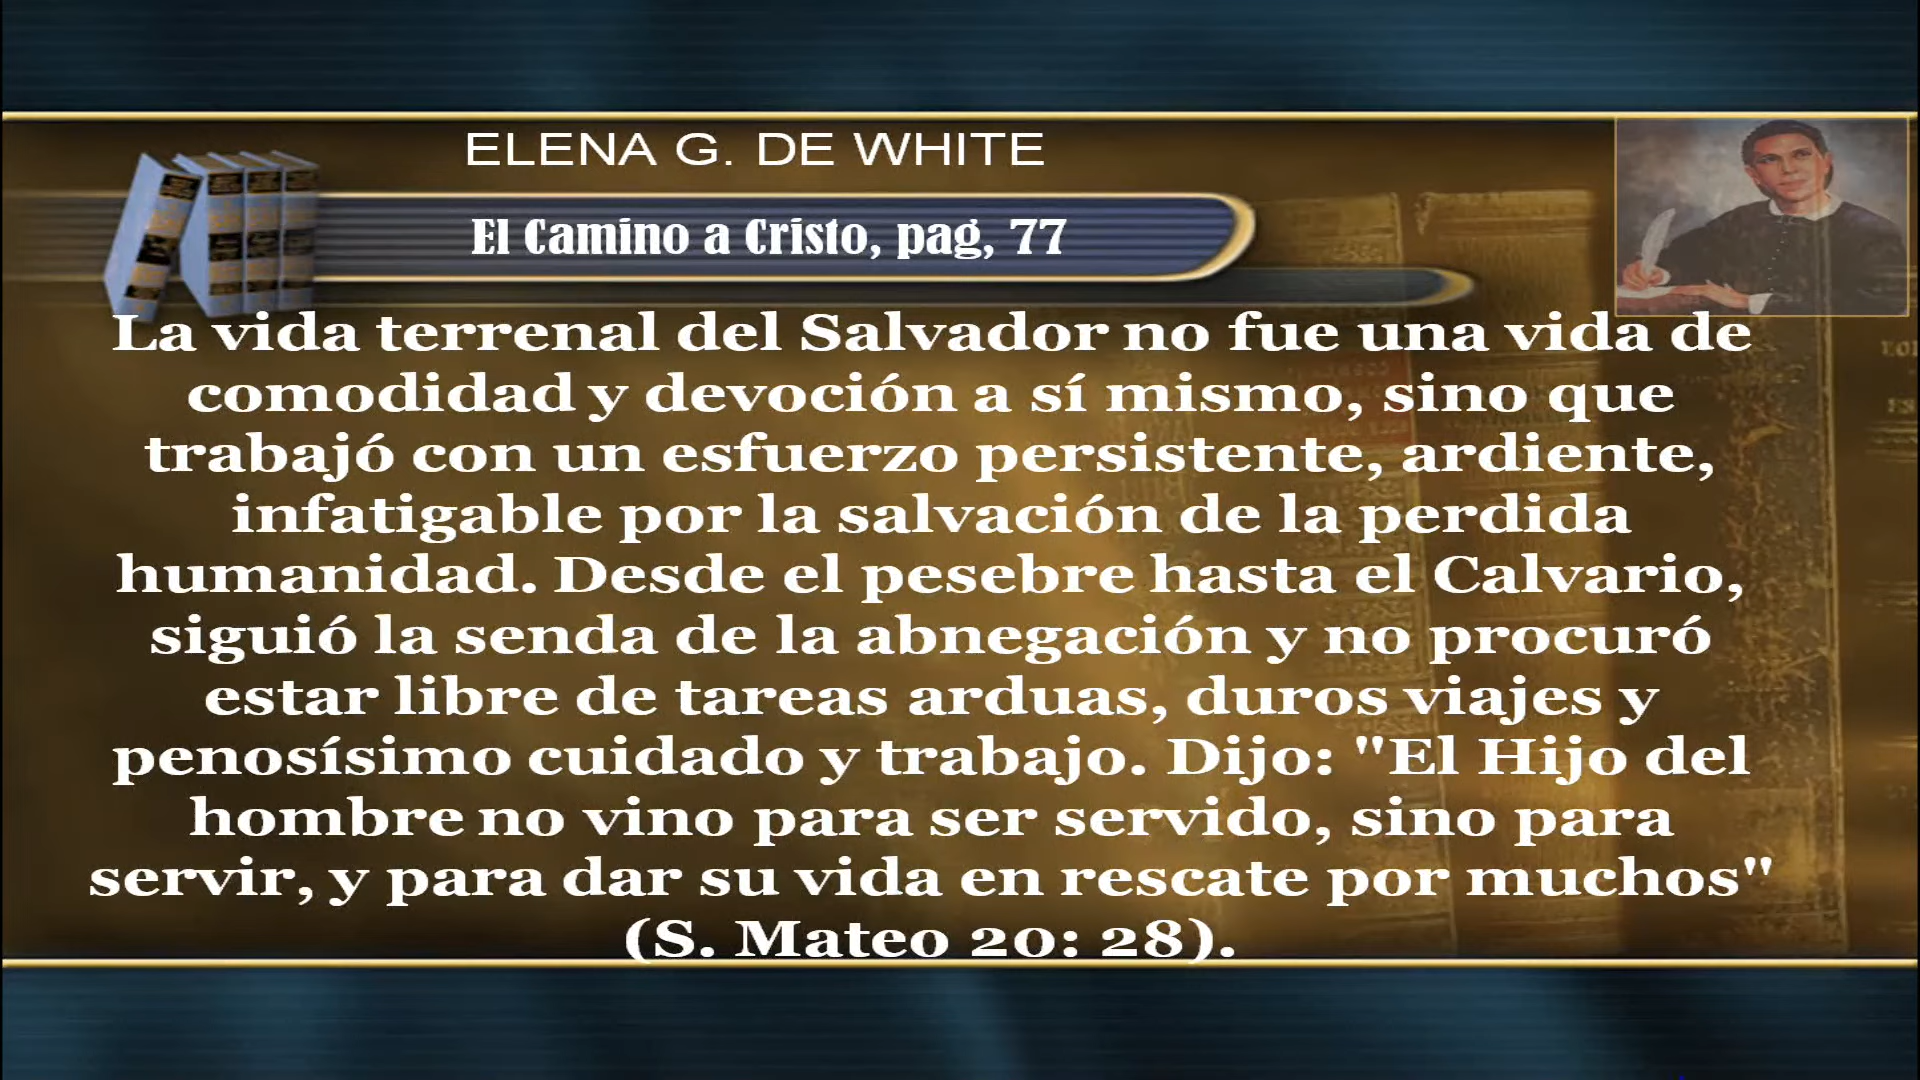 ELENA G. DE WHITE
El Camino a Cristo, pag, 77
La vida terrenal del Salvador no fue una vida de
comodidad y devoción a sí mismo, sino que
trabajó con un esfuerzo persistente, ardiente,
infatigable por la salvación de la perdida
humanidad. Desde el pesebre hasta el Calvario,
siguió la senda de la abnegación y no procuró
estar libre de tareas arduas, duros viajes y
penosísimo cuidado y trabajo. Dijo: "El Hijo del
hombre no vino para ser servido, sino para
servir, y para dar su vida en rescate por muchos"
(S. Mateo 20: 28).